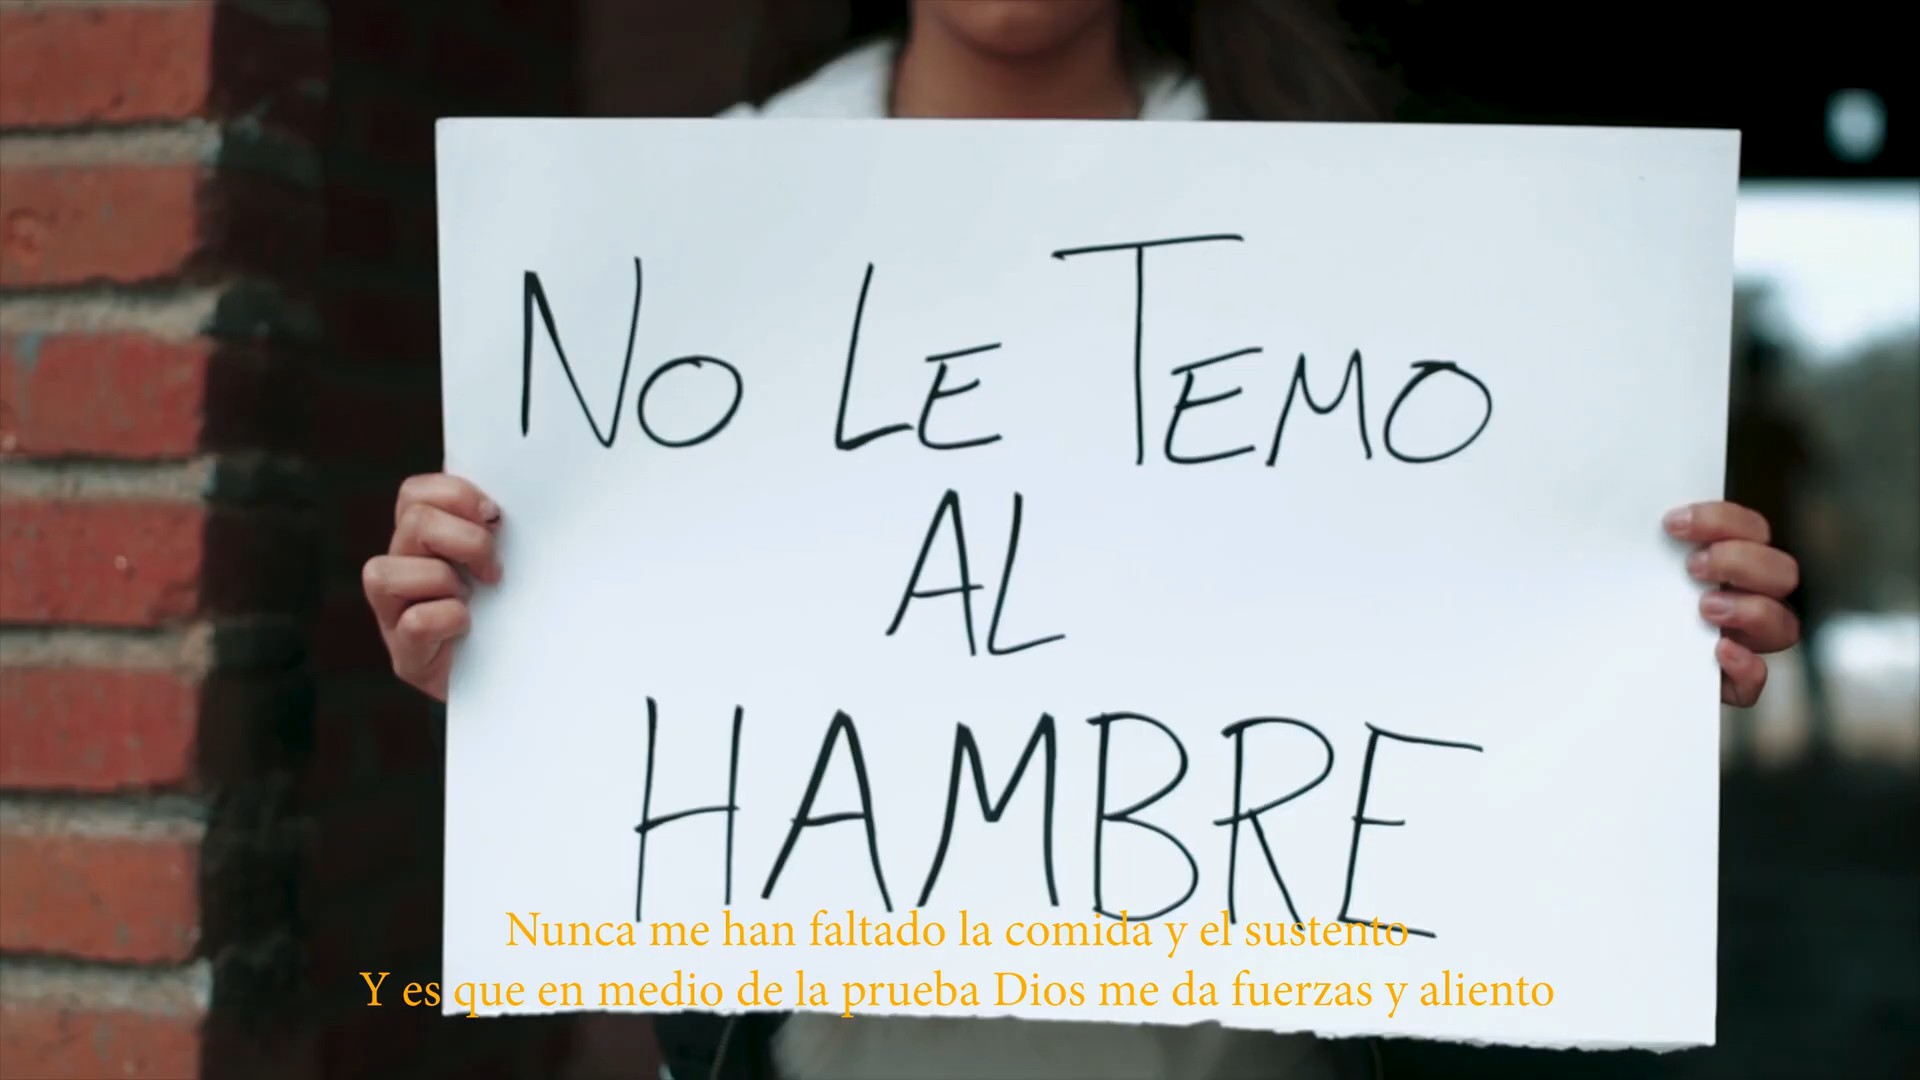 No Le Temo
AL
HAMBRE
Nunca me han faltado la comida y el sustento
Y es que en medio de la prueba Dios me da fuerzas y aliento